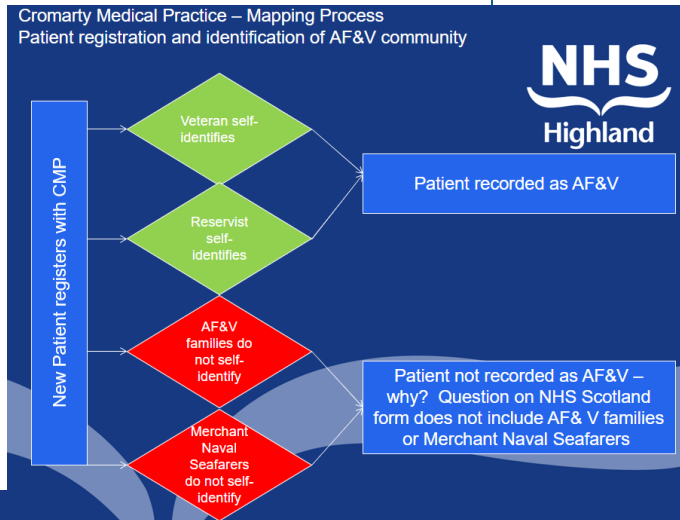 Cromarty Medical Practice – Mapping Process
Patient registration and identification of AF&V community
NHS
Highland
New Patient registers with CMP
Veteran self-
identifies
Reservist
self-
identifies
Patient recorded as AF&V
AF&V
families do
not self-
identify
Merchant
Naval
Seafarers
do not self-
identify
Patient not recorded as AF&V –
why?  Question on NHS Scotland
form does not include AF& V families
or Merchant Naval Seafarers